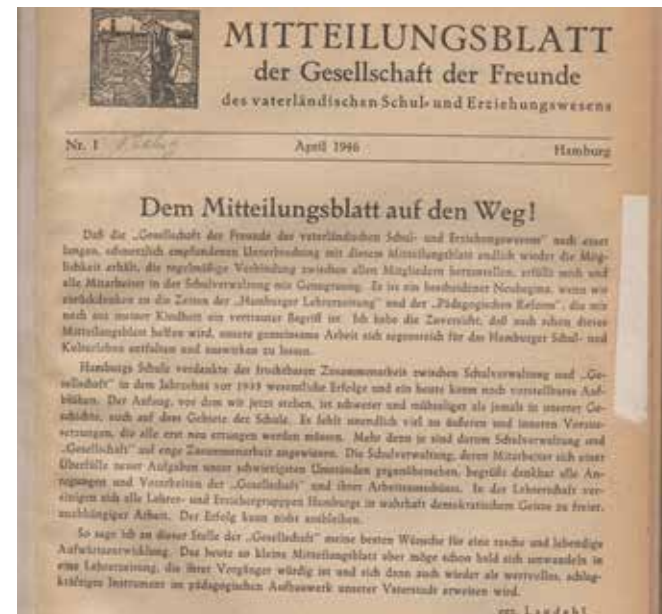 MITTEILUNGSBLATT
der Gesellschaft der Freunde
des vaterländischen Schul- und Erziehungswesens
Nr. 1
April 1946
Hamburg
Dem Mitteilungsblatt auf den Weg!
Daß die „Gesellschaft der Freunde des vaterländischen Schul- und Erziehungswesens“ nach einer
langen, schmerzlich empfundenen Unterbrechung mit diesem Mitteilungsblatt endlich wieder die Mög-
lichkeit erhält, die regelmäßige Verbindung zwischen allen Mitgliedern herzustellen, erfüllt mich und
alle Mitarbeiter in der Schulverwaltung mit Genugtuung. Es ist ein bescheidener Neubeginn, wenn wir
zurückdenken an die Zeiten der „Hamburger Lehrerzeitung“ und der „Pädagogischen Reform“, die mir
noch aus meiner Kindheit ein vertrauter Begriff ist. Ich habe die Zuversicht, daß auch schon dieses
Mitteilungsblatt helfen wird, unsere gemeinsame Arbeit sich segensreich für das Hamburger Schul- und
Kulturleben entfalten und auswirken zu lassen.
Hamburgs Schule verdankte der fruchtbaren Zusammenarbeit zwischen Schulverwaltung und „Ge-
sellschaft“ in dem Jahrzehnt vor 1933 wesentliche Erfolge und ein heute kaum noch vorstellbares Auf-
blühen. Der Anfang, vor dem wir jetzt stehen, ist schwerer und mühseliger als jemals in unserer Ge-
schichte, auch auf dem Gebiete der Schule. Es fehlt unendlich viel an äußeren und inneren Voraus-
setzungen, die alle erst neu errungen werden müssen. Mehr denn je sind darum Schulverwaltung und
„Gesellschaft“ auf enge Zusammenarbeit angewiesen. Die Schulverwaltung, deren Mitarbeiter sich einer
Überfülle neuer Aufgaben unter schwierigsten Umständen gegenübersehen, begrüßt dankbar alle An-
regungen und Vorarbeiten der „Gesellschaft“ und ihrer Arbeitsausschüsse. In der Lehrerschaft ver-
einigen sich alle Lehrer- und Erziehergruppen Hamburgs in wahrhaft demokratischem Geiste zu freier,
unabhängiger Arbeit. Der Erfolg kann nicht ausbleiben.
So sage ich an dieser Stelle der „Gesellschaft“ meine besten Wünsche für eine rasche und lebendige
Aufwärtsentwicklung. Das heute so kleine Mitteilungsblatt aber möge schon bald sich umwandeln in
eine Lehrerzeitung, die ihrer Vorgänger würdig ist und sich dann auch wieder als wertvolles, schlag-
kräftiges Instrument im pädagogischen Aufbauwerk unserer Vaterstadt erweisen wird.
gez. Landahl